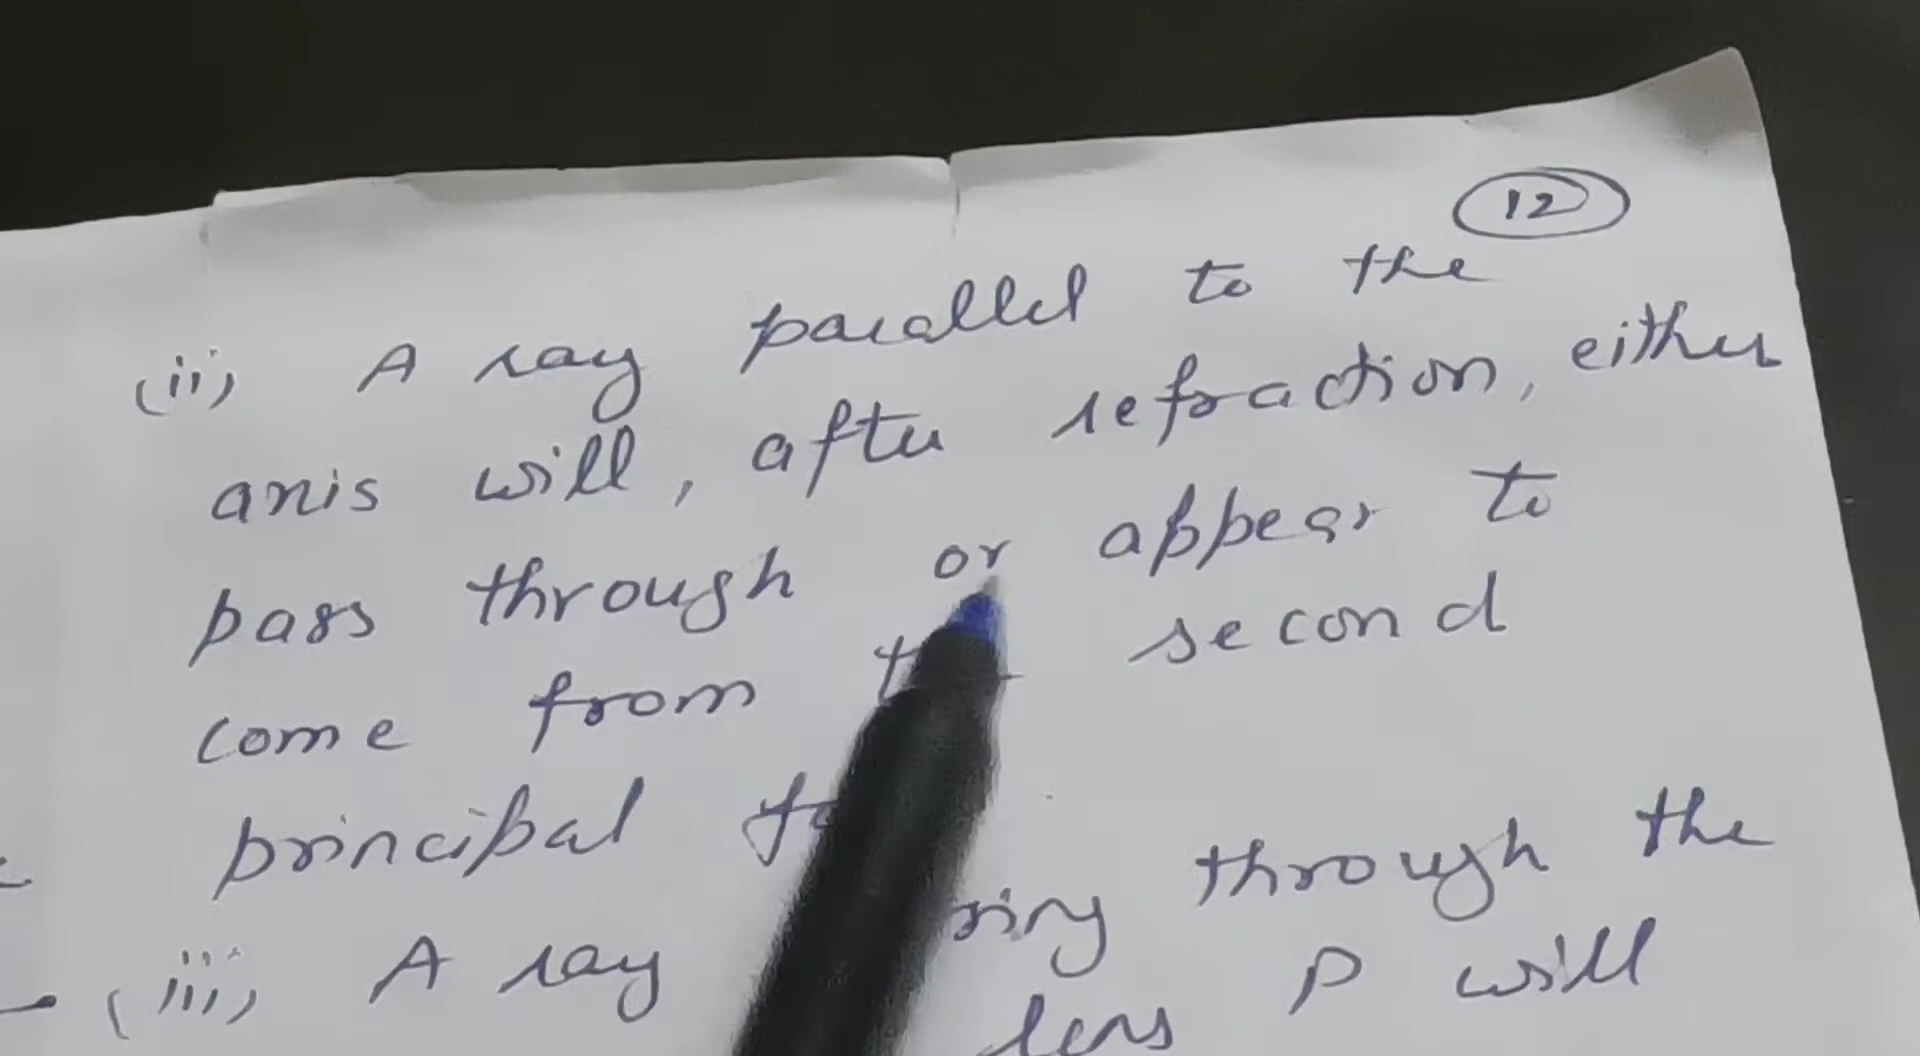 12
(ii) A ray parallel to the
axis will, after refraction, either
pass through or appear to
come from second
principal
(iii) A ray through the
lens P will